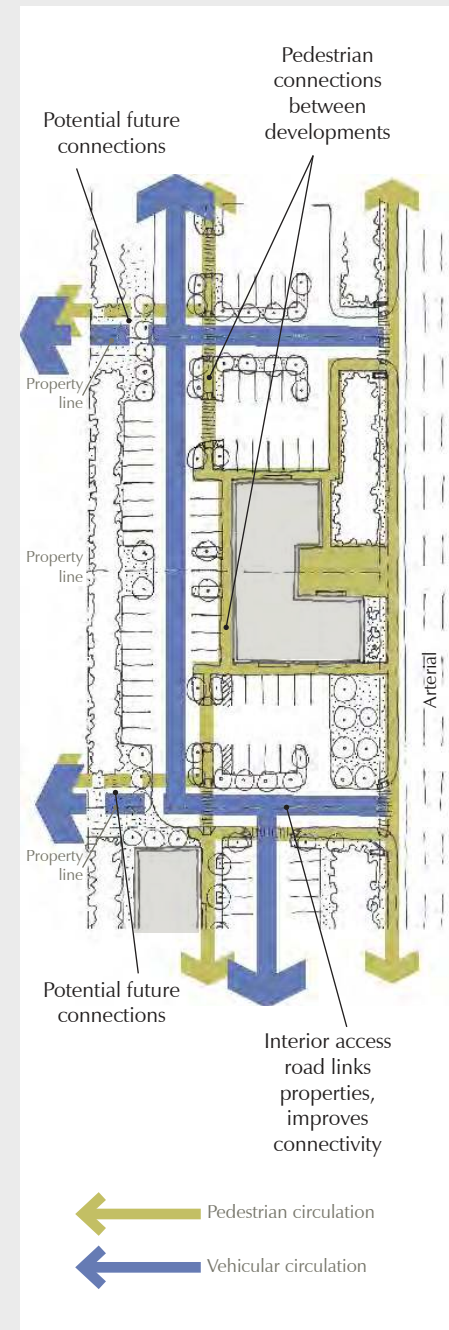 Pedestrian
connections
between
developments
Potential future
connections
Property
line
Property
line
Arterial
Property
line
Potential future
connections
Interior access
road links
properties,
improves
connectivity
Pedestrian circulation
Vehicular circulation